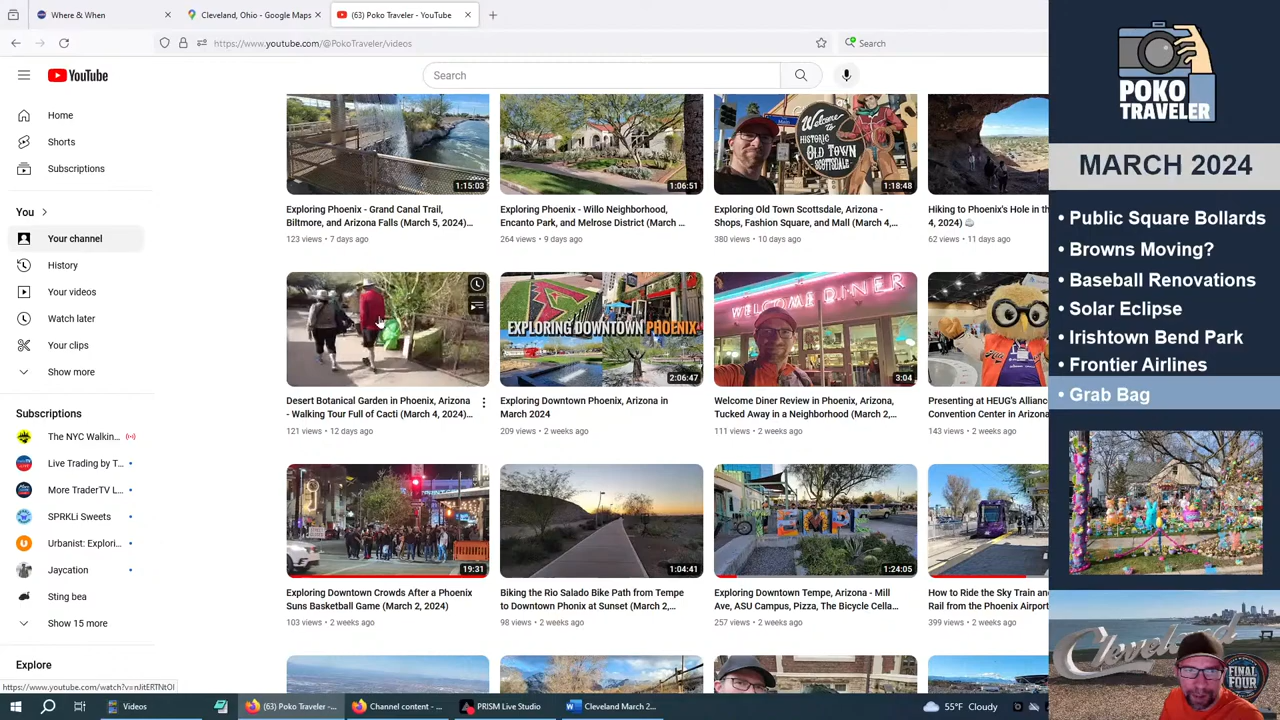 Where & When
Cleveland, Ohio - Google Maps
(63) Poko Traveler - YouTube
https://www.youtube.com/@PokoTraveler/videos
Search
YouTube
Search
Home
Shorts
Subscriptions
You
Your channel
History
Your videos
Watch later
Your clips
Show more
Subscriptions
The NYC Walkin...
Live Trading by T...
More TraderTV L...
SPRKLi Sweets
Urbanist: Explori...
Jaycation
Sting bea
Show 15 more
Explore
https://www.youtube.com/watch?v=rJitERTNtOI
1:15:03
Exploring Phoenix - Grand Canal Trail,
Biltmore, and Arizona Falls (March 5, 2024)...
123 views • 7 days ago
1:06:51
Exploring Phoenix - Willo Neighborhood,
Encanto Park, and Melrose District (March ...
264 views • 9 days ago
Welcome to
HISTORIC
OLD TOWN
SCOTTSDALE
1:18:48
Exploring Old Town Scottsdale, Arizona -
Shops, Fashion Square, and Mall (March 4,...
380 views • 10 days ago
Hiking to Phoenix's Hole in th
4, 2024)
62 views • 11 days ago
Desert Botanical Garden in Phoenix, Arizona
- Walking Tour Full of Cacti (March 4, 2024)...
121 views • 12 days ago
EXPLORING DOWNTOWN PHOENIX
2:06:47
Exploring Downtown Phoenix, Arizona in
March 2024
209 views • 2 weeks ago
WELCOME DINER
3:04
Welcome Diner Review in Phoenix, Arizona,
Tucked Away in a Neighborhood (March 2,...
111 views • 2 weeks ago
Presenting at HEUG's Allianc
Convention Center in Arizona
143 views • 2 weeks ago
19:31
Exploring Downtown Crowds After a Phoenix
Suns Basketball Game (March 2, 2024)
103 views • 2 weeks ago
1:04:41
Biking the Rio Salado Bike Path from Tempe
to Downtown Phonix at Sunset (March 2,...
98 views • 2 weeks ago
1:24:05
Exploring Downtown Tempe, Arizona - Mill
Ave, ASU Campus, Pizza, The Bicycle Cella...
257 views • 2 weeks ago
How to Ride the Sky Train an
Rail from the Phoenix Airport
399 views • 2 weeks ago
POKO
TRAVELER
MARCH 2024
• Public Square Bollards
• Browns Moving?
• Baseball Renovations
• Solar Eclipse
• Irishtown Bend Park
• Frontier Airlines
• Grab Bag
Cleveland
FINAL
FOUR
Videos
(63) Poko Traveler -...
Channel content - ...
PRISM Live Studio
Cleveland March 2...
55°F Cloudy